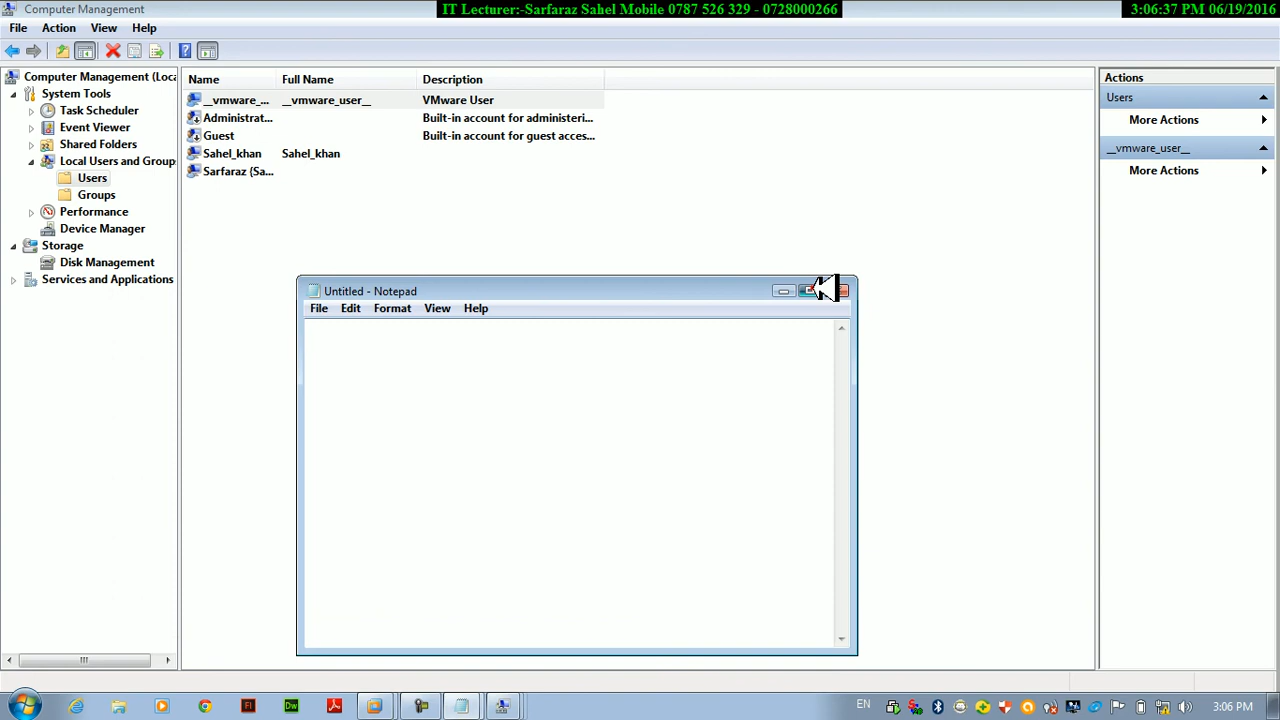 Computer Management
IT Lecturer:-Sarfaraz Sahel Mobile 0787 526 329 - 0728000266
3:06:37 PM 06/19/2016
File Action View Help
Computer Management (Loca
System Tools
Task Scheduler
Event Viewer
Shared Folders
Local Users and Groups
Users
Groups
Performance
Device Manager
Storage
Disk Management
Services and Applications
Name Full Name Description
__vmware_... __vmware_user__ VMware User
Administrat... Built-in account for administeri...
Guest Built-in account for guest acces...
Sahel_khan Sahel_khan
Sarfaraz (Sa...
Actions
Users
More Actions
__vmware_user__
More Actions
Untitled - Notepad
File Edit Format View Help
EN
3:06 PM